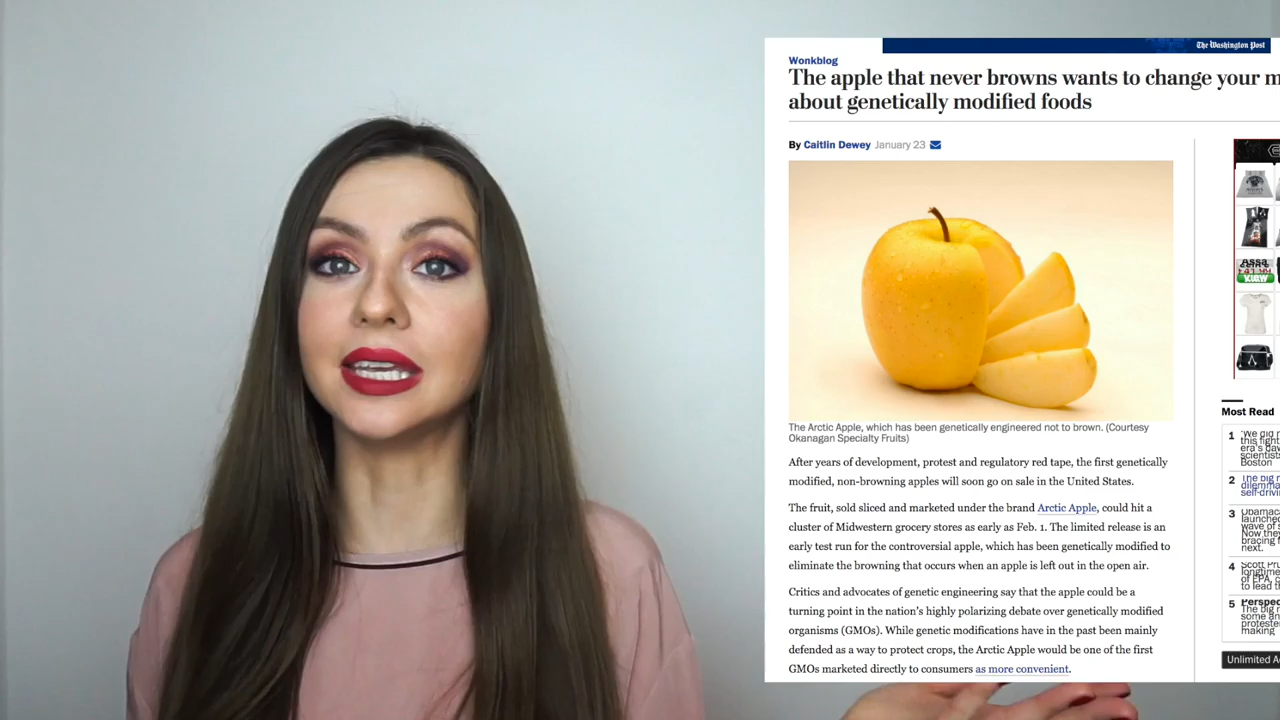 The Washington Post
Wonkblog
The apple that never browns wants to change your
about genetically modified foods
By Caitlin Dewey January 23
The Arctic Apple, which has been genetically engineered not to brown. (Courtesy
Okanagan Specialty Fruits)
After years of development, protest and regulatory red tape, the first genetically
modified, non-browning apples will soon go on sale in the United States.
The fruit, sold sliced and marketed under the brand Arctic Apple, could hit a
cluster of Midwestern grocery stores as early as Feb. 1. The limited release is an
early test run for the controversial apple, which has been genetically modified to
eliminate the browning that occurs when an apple is left out in the open air.
Critics and advocates of genetic engineering say that the apple could be a
turning point in the nation's highly polarizing debate over genetically modified
organisms (GMOs). While genetic modifications have in the past been mainly
defended as a way to protect crops, the Arctic Apple would be one of the first
GMOs marketed directly to consumers as more convenient.
Most Read
1
Boston
2
3
next.
4
5
making
Unlimited